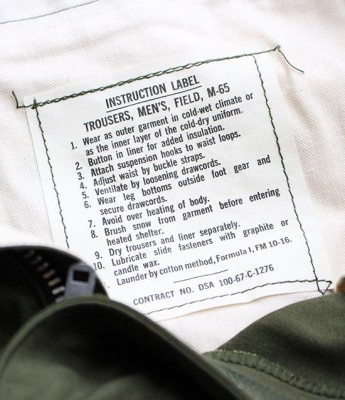 INSTRUCTION LABEL
TROUSERS, MEN'S, FIELD, M-65
1. Wear as outer garment in cold-wet climate or
as the inner layer of the cold-dry uniform.
2. Button in liner for added insulation.
3. Attach suspension hooks to waist loops.
4. Adjust waist by buckle straps.
5. Ventilate by loosening drawcords.
6. Wear leg bottoms outside foot gear and
secure drawcords.
7. Avoid over heating of body.
8. Brush snow from garment before entering
heated shelter.
9. Dry trousers and liner separately.
10. Lubricate slide fasteners with graphite or
candle wax.
. Launder by cotton method, Formula I, FM 10-16.
CONTRACT NO. DSA 100-67-C-1276